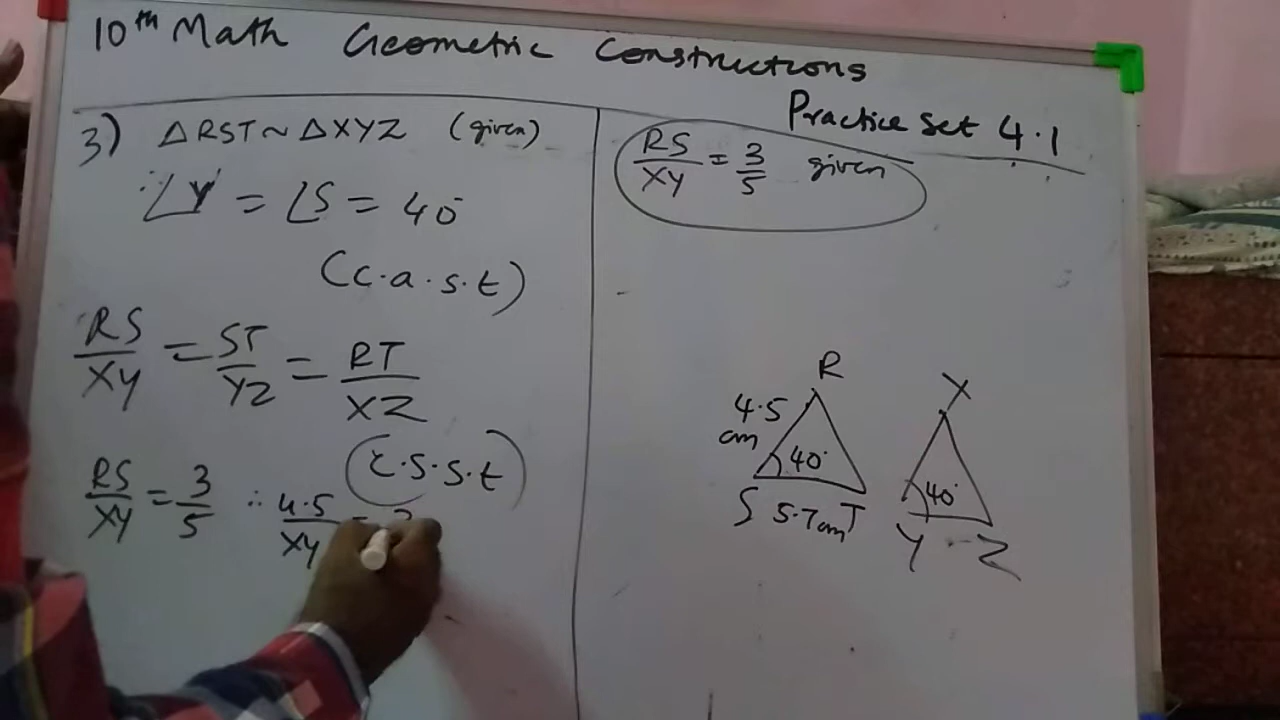 10th Math Geometric Constructions
Practice Set 4.1
3) △RST ~ △XYZ (given)
∠Y = ∠S = 40°
(c.a.s.t)
RS/XY = ST/YZ = RT/XZ
(c.s.s.t)
RS/XY = 3/5 ∴ 4.5/XY =
RS/XY = 3/5 given
R
4.5
cm
40°
S 5.7cm T
X
40°
Y Z